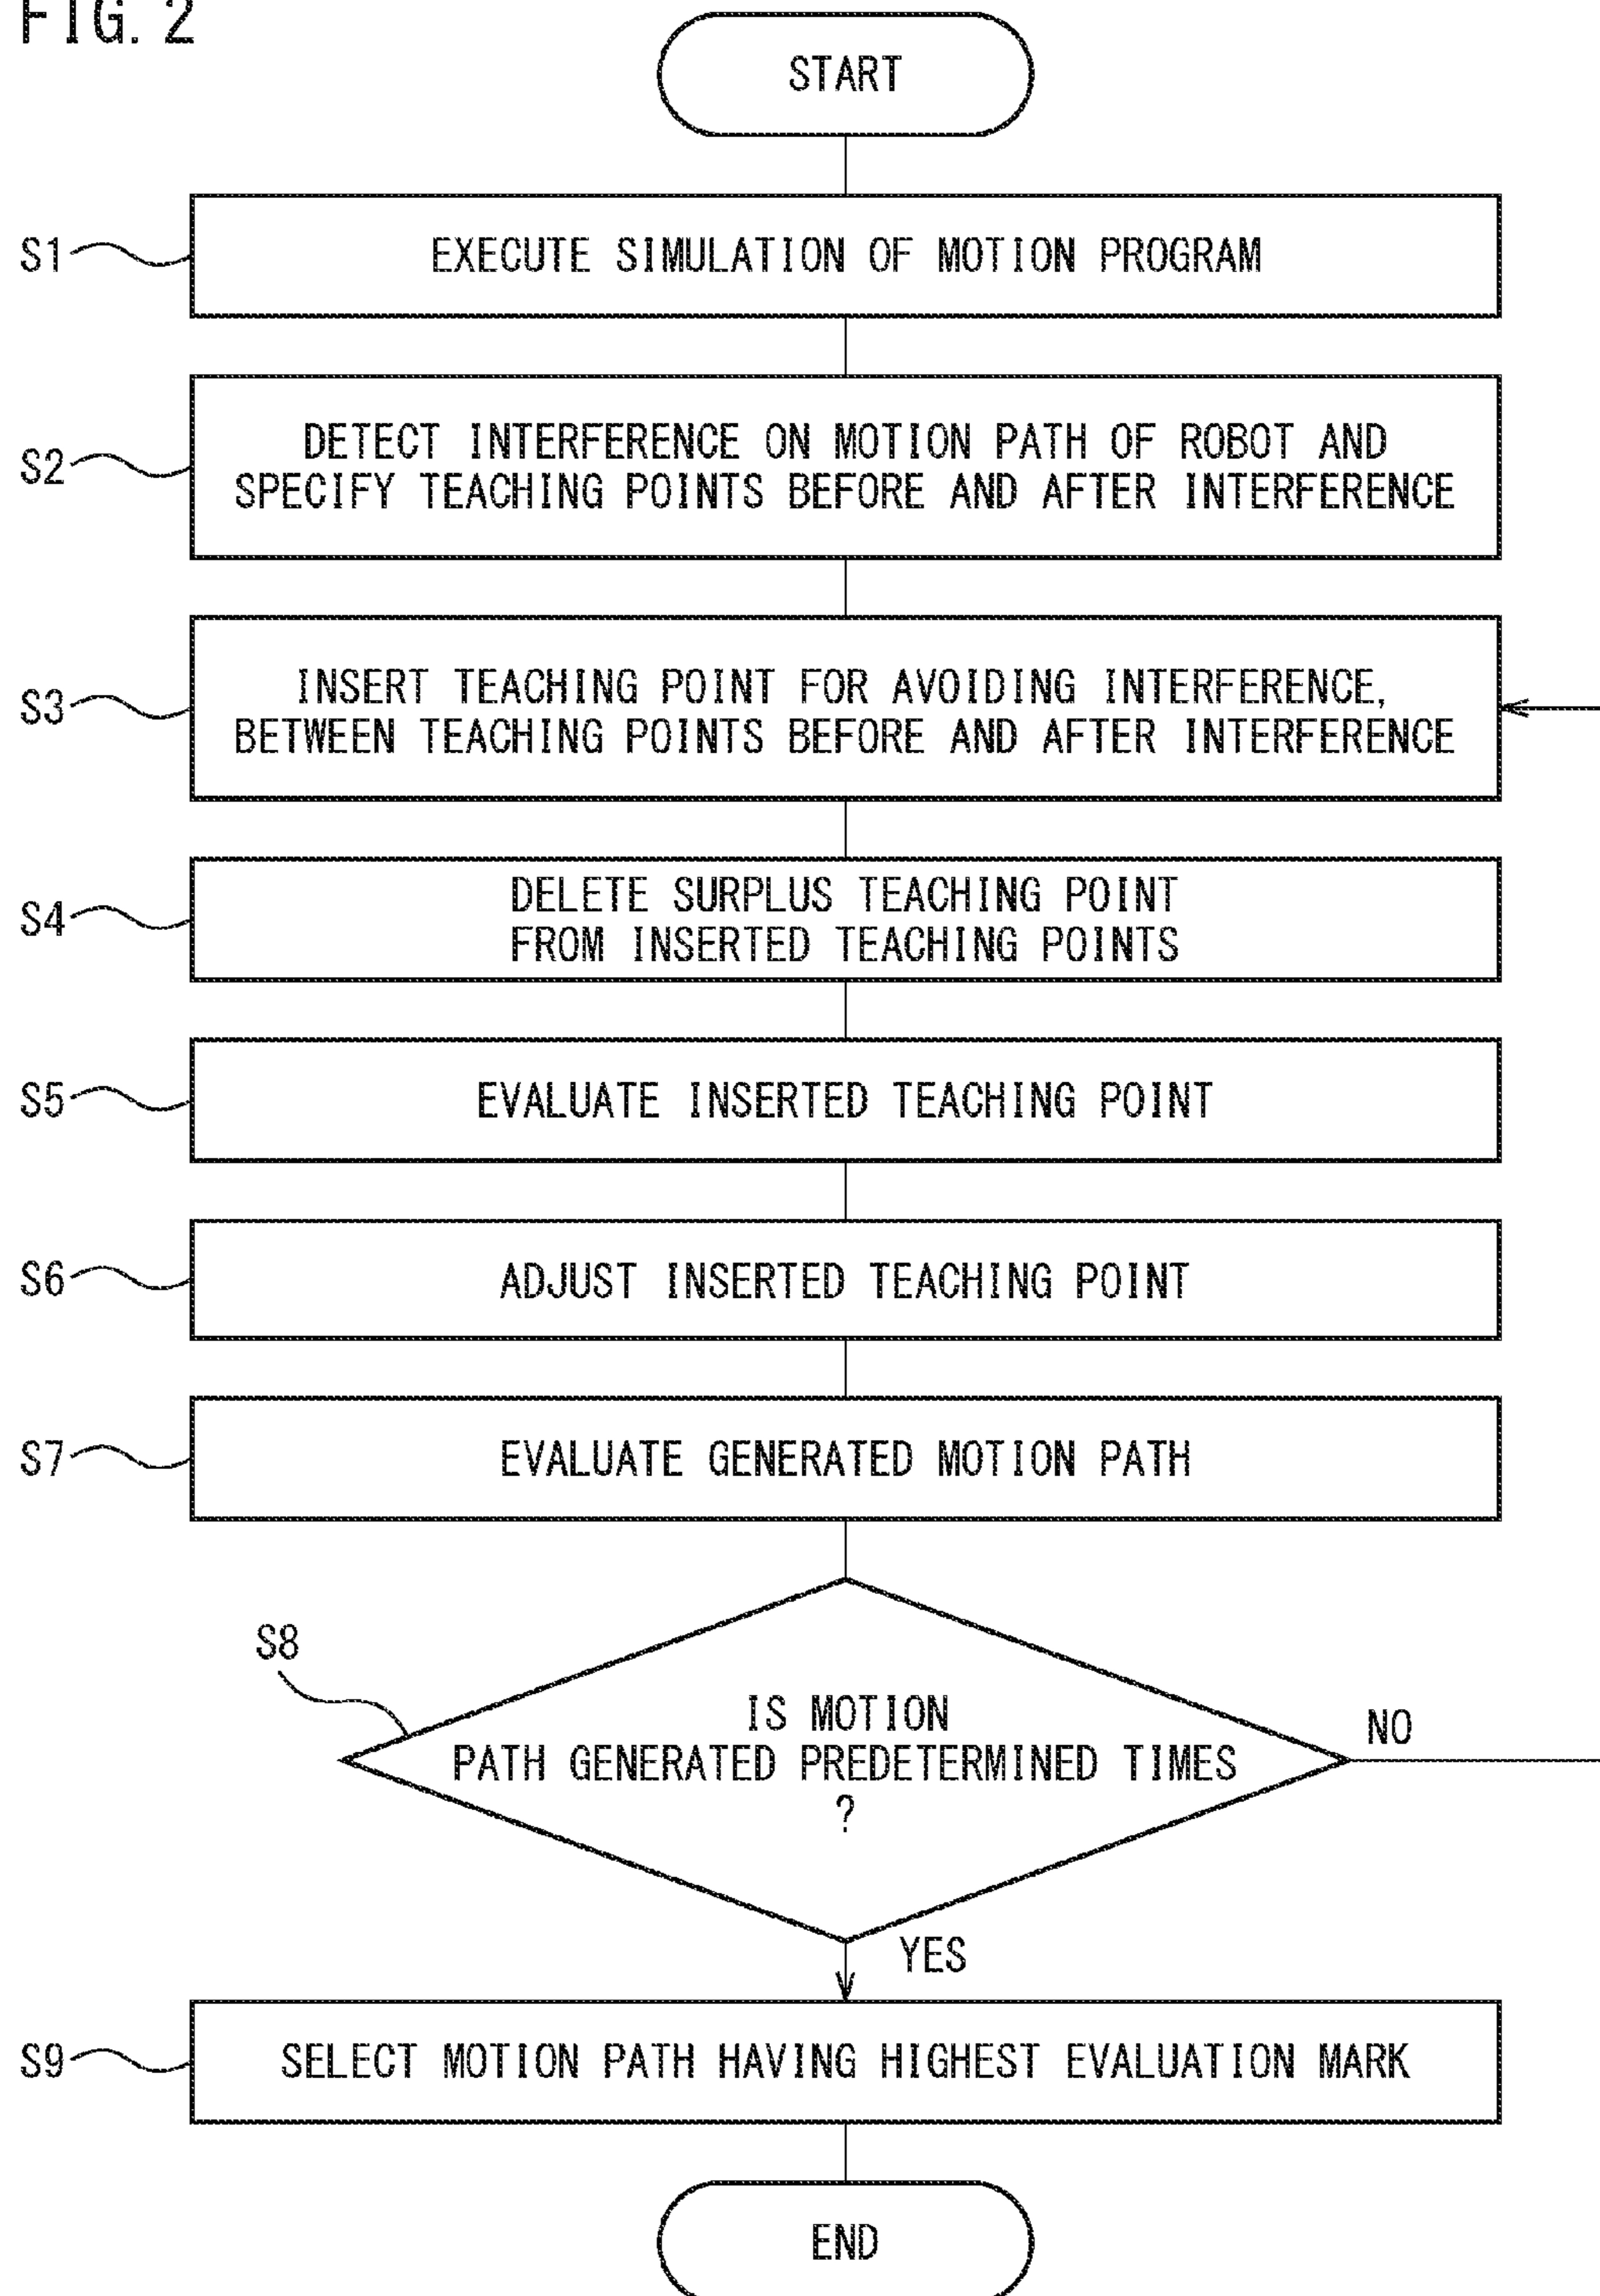 FIG. 2
START
S1
EXECUTE SIMULATION OF MOTION PROGRAM
S2
DETECT INTERFERENCE ON MOTION PATH OF ROBOT AND
SPECIFY TEACHING POINTS BEFORE AND AFTER INTERFERENCE
S3
INSERT TEACHING POINT FOR AVOIDING INTERFERENCE,
BETWEEN TEACHING POINTS BEFORE AND AFTER INTERFERENCE
S4
DELETE SURPLUS TEACHING POINT
FROM INSERTED TEACHING POINTS
S5
EVALUATE INSERTED TEACHING POINT
S6
ADJUST INSERTED TEACHING POINT
S7
EVALUATE GENERATED MOTION PATH
S8
IS MOTION
PATH GENERATED PREDETERMINED TIMES
?
NO
YES
S9
SELECT MOTION PATH HAVING HIGHEST EVALUATION MARK
END